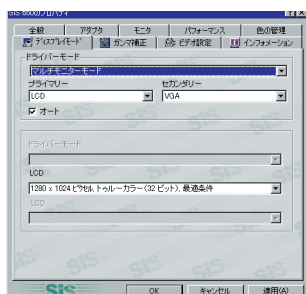 SiS 650のプロパティ
全般 アダプタ モニタ パフォーマンス 色の管理
ディスプレイモード ガンマ補正 ビデオ設定 インフォメーション
ドライバーモード
マルチモニターモード
プライマリー セカンダリー
LCD VGA
オート
ドライバーモード
LCD
1280 x 1024 ピクセル, トゥルーカラー(32 ビット), 最適条件
LCD
SiS
OK キャンセル 適用(A)